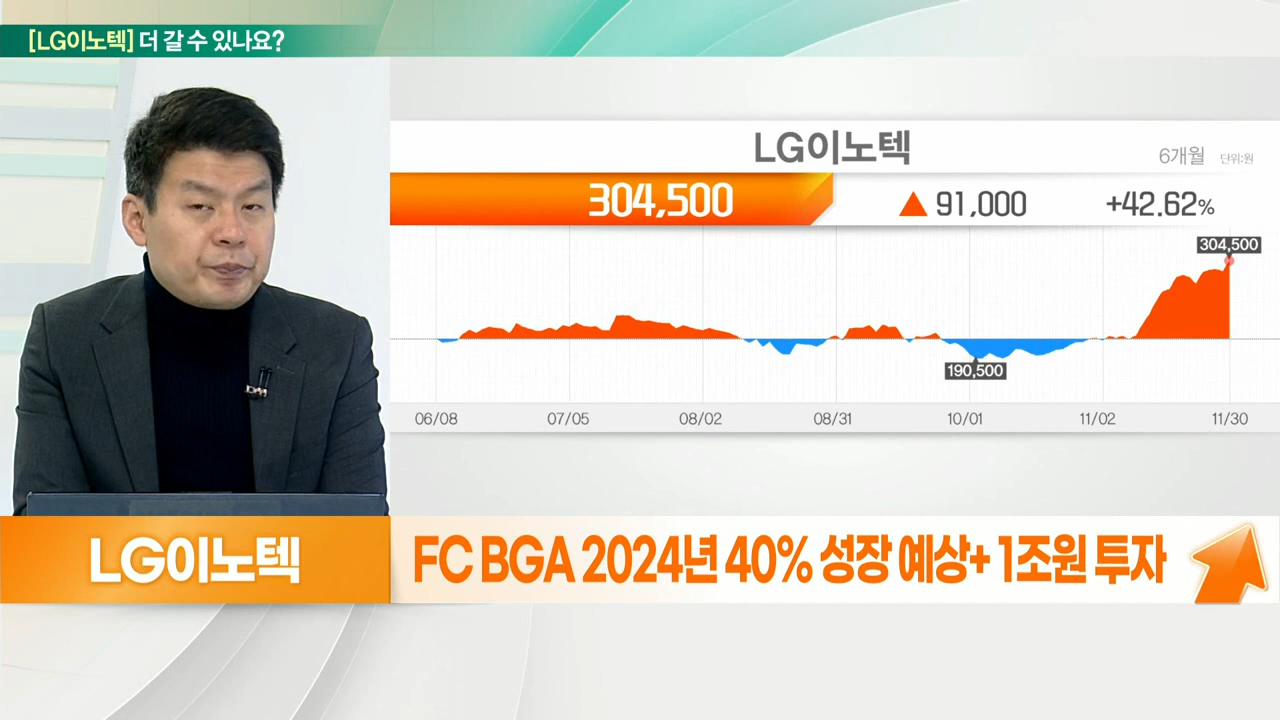 [LG이노텍] 더 갈 수 있나요?
LG이노텍
6개월 단위:원
304,500 ▲ 91,000 +42.62%
304,500
190,500
06/08 07/05 08/02 08/31 10/01 11/02 11/30
LG이노텍
FC BGA 2024년 40% 성장 예상+ 1조원 투자